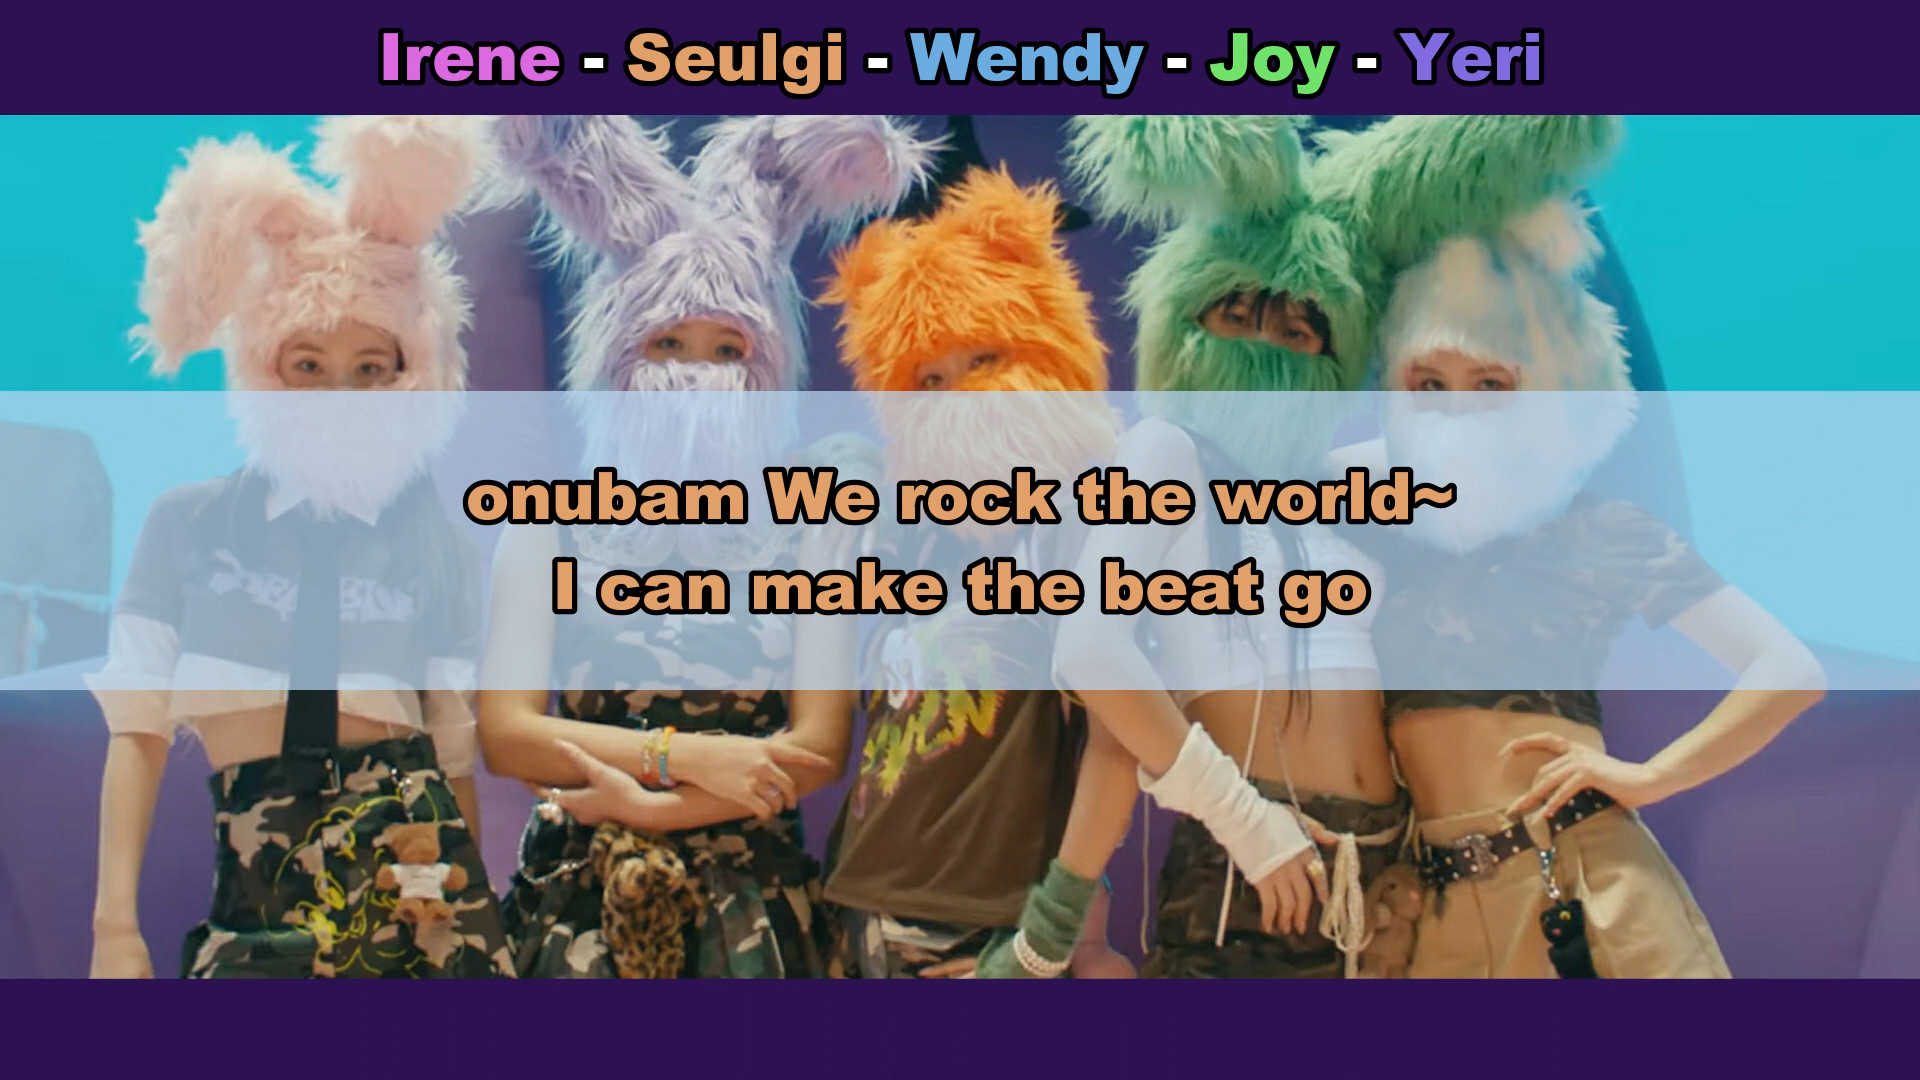 Irene - Seulgi - Wendy - Joy - Yeri
onubam We rock the world~
I can make the beat go